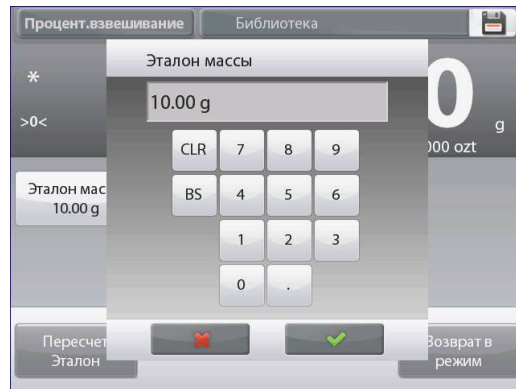 Процент.взвешивание
Библиотека
*
>0<
0
g
000 ozt
Эталон массы
10.00 g
CLR 7 8 9
BS 4 5 6
1 2 3
0 .
Эталон мас
10.00 g
Пересчет
Эталон
Возврат в
режим